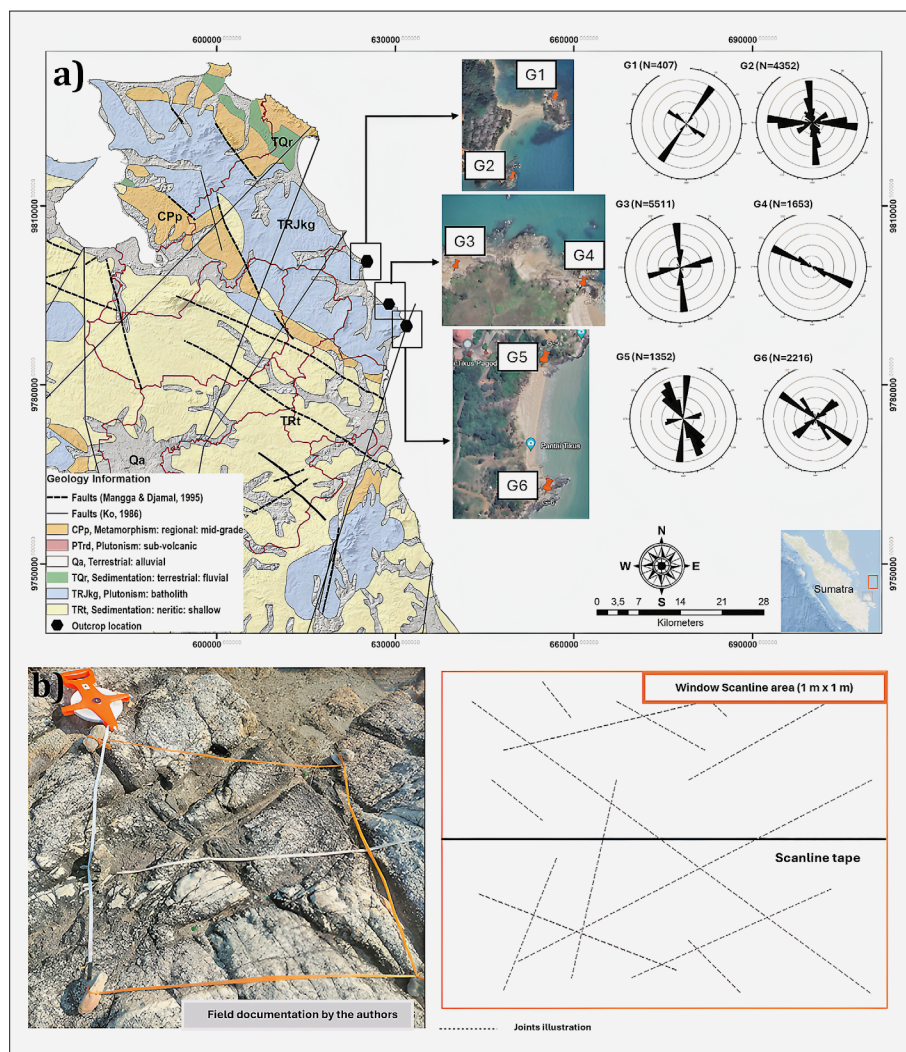 a)
600000
630000
660000
690000
9810000
9780000
9750000
TQr
CPp
TRJkg
TRt
Qa
G1
G2
G3
G4
G5
G6
Pantai Tikus
G1 (N=407)
G2 (N=4352)
G3 (N=5511)
G4 (N=1653)
G5 (N=1352)
G6 (N=2216)
Geology Information
Faults (Mangga & Djamal, 1995)
Faults (Ko, 1986)
CPp, Metamorphism: regional: mid-grade
PTrd, Plutonism: sub-volcanic
Qa, Terrestrial: alluvial
TQr, Sedimentation: terrestrial: fluvial
TRJkg, Plutonism: batholith
TRt, Sedimentation: neritic: shallow
Outcrop location
N
W
E
S
0 3,5 7 14 21 28
Kilometers
Sumatra
600000
630000
660000
690000
b)
Field documentation by the authors
Window Scanline area (1 m x 1 m)
Scanline tape
Joints illustration